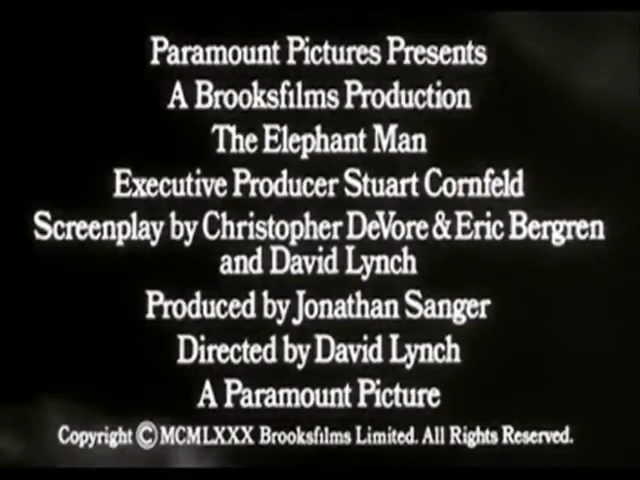 Paramount Pictures Presents
A Brooksfilms Production
The Elephant Man
Executive Producer Stuart Cornfeld
Screenplay by Christopher DeVore & Eric Bergren
and David Lynch
Produced by Jonathan Sanger
Directed by David Lynch
A Paramount Picture
Copyright © MCMLXXX Brooksfilms Limited. All Rights Reserved.